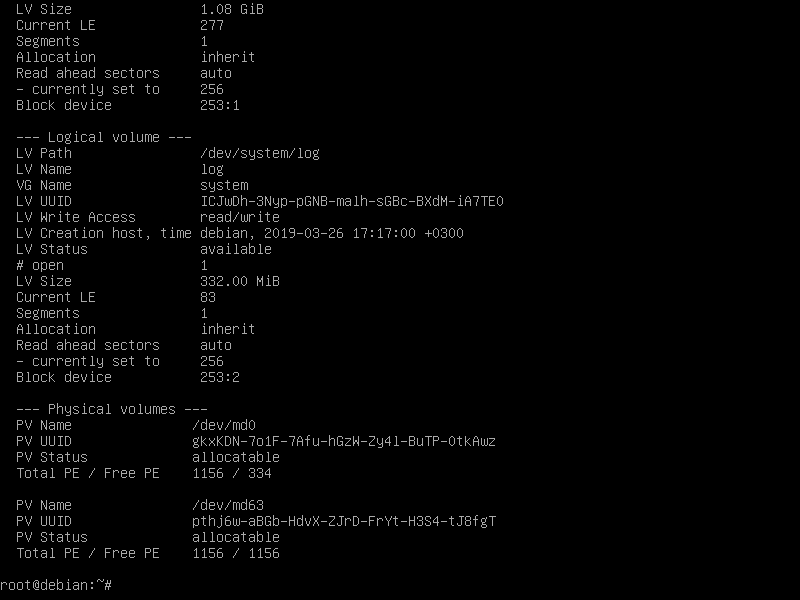 LV Size                1.08 GiB
Current LE             277
Segments               1
Allocation             inherit
Read ahead sectors     auto
- currently set to     256
Block device           253:1

--- Logical volume ---
LV Path                /dev/system/log
LV Name                log
VG Name                system
LV UUID                ICJwDh-3Nyp-pGNB-malh-sGBc-BXdM-iA7TE0
LV Write Access        read/write
LV Creation host, time debian, 2019-03-26 17:17:00 +0300
LV Status              available
# open                 1
LV Size                332.00 MiB
Current LE             83
Segments               1
Allocation             inherit
Read ahead sectors     auto
- currently set to     256
Block device           253:2

--- Physical volumes ---
PV Name               /dev/md0
PV UUID               gkxKDN-7o1F-7Afu-hGzW-Zy4l-BuTP-0tkAwz
PV Status             allocatable
Total PE / Free PE    1156 / 334

PV Name               /dev/md63
PV UUID               pthj6w-aBGb-HdvX-ZJrD-FrYt-H3S4-tJ8fgT
PV Status             allocatable
Total PE / Free PE    1156 / 1156

root@debian:~#